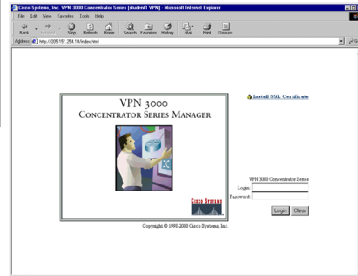 Cisco Systems, Inc. VPN 3000 Concentrator Series [student1 VPN] - Microsoft Internet Explorer
File Edit View Favorites Tools Help
Back Stop Refresh Home Search Favorites History Mail Print Discuss
Address
Install SSL Certificate
VPN 3000
Concentrator Series Manager
VPN 3000 Concentrator Series
Login:
Password:
Login Clear
Cisco Systems
Copyright © 1998-2000 Cisco Systems, Inc.